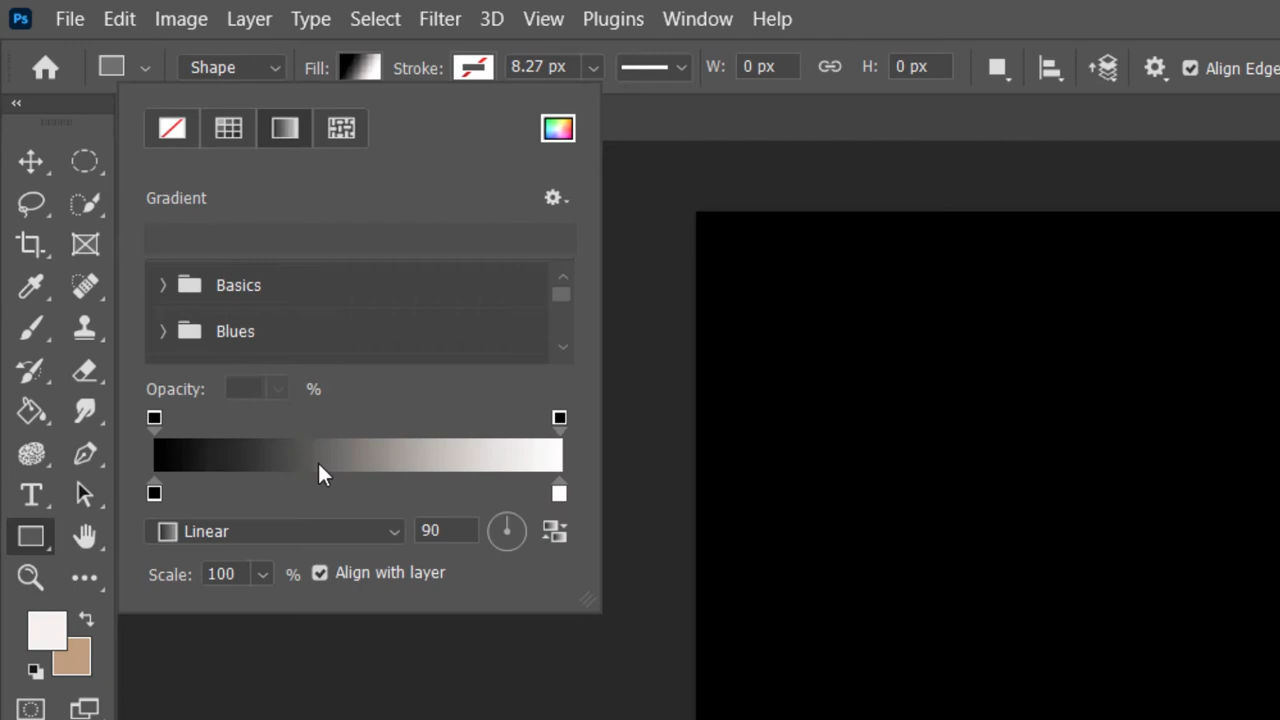 Ps File Edit Image Layer Type Select Filter 3D View Plugins Window Help
Shape Fill: Stroke: 8.27 px W: 0 px H: 0 px Align Edge
Gradient
Basics
Blues
Opacity: %
Linear 90
Scale: 100 % Align with layer